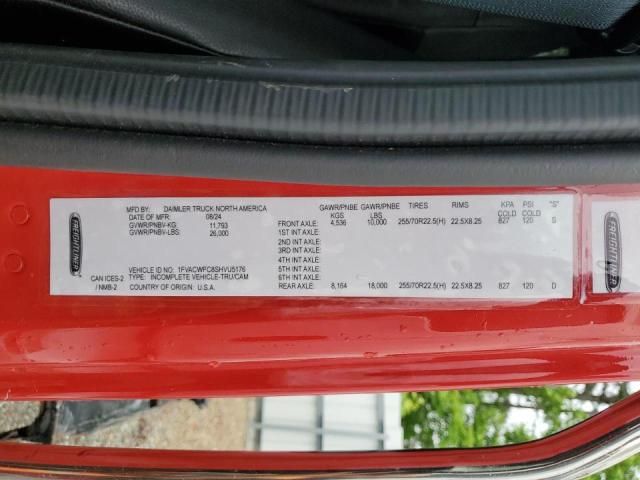 FREIGHTLINER
CAN ICES-2
/ NMB-2
MFD BY: DAIMLER TRUCK NORTH AMERICA
DATE OF MFR: 08/24
GVWR/PNBV-KG: 11,793
GVWR/PNBV-LBS: 26,000
VEHICLE ID: 1FVACWFC8SHVU5176
TYPE: INCOMPLETE VEHICLE-TRU/CAM
COUNTRY OF ORIGIN: U.S.A.
GAWR/PNBE GAWR/PNBE TIRES RIMS KPA PSI "S"
KGS LBS COLD COLD
FRONT AXLE: 4,536 10,000 255/70R22.5(H) 22.5X8.25 827 120 S
1ST INT AXLE:
2ND INT AXLE:
3RD INT AXLE:
4TH INT AXLE:
5TH INT AXLE:
6TH INT AXLE:
REAR AXLE: 8,164 18,000 255/70R22.5(H) 22.5X8.25 827 120 D
FREIGHTLINER